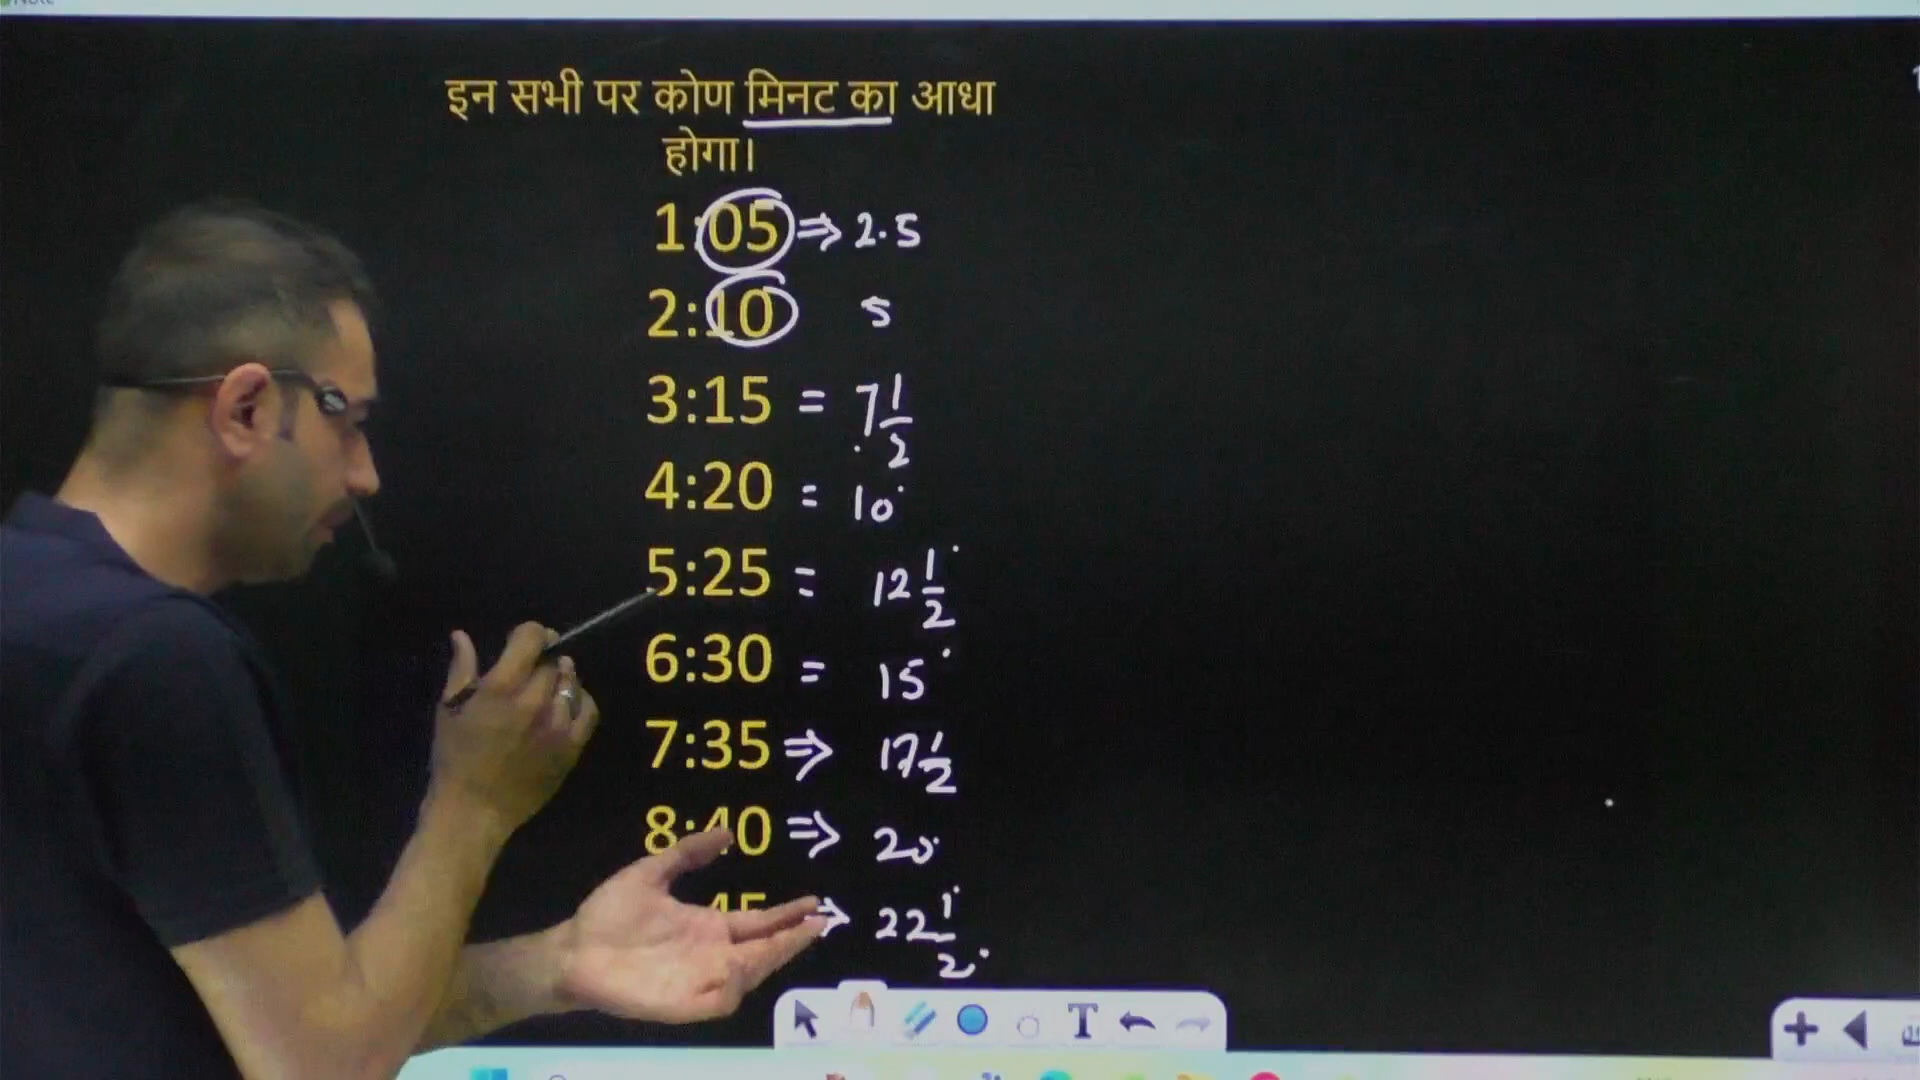 इन सभी पर कोण मिनट का आधा
होगा।
1:05 ⇒ 2.5
2:10 5
3:15 = 7 1/2
4:20 = 10°
5:25 = 12 1/2°
6:30 = 15°
7:35 ⇒ 17 1/2
8:40 ⇒ 20°
45 ⇒ 22 1/2°
T